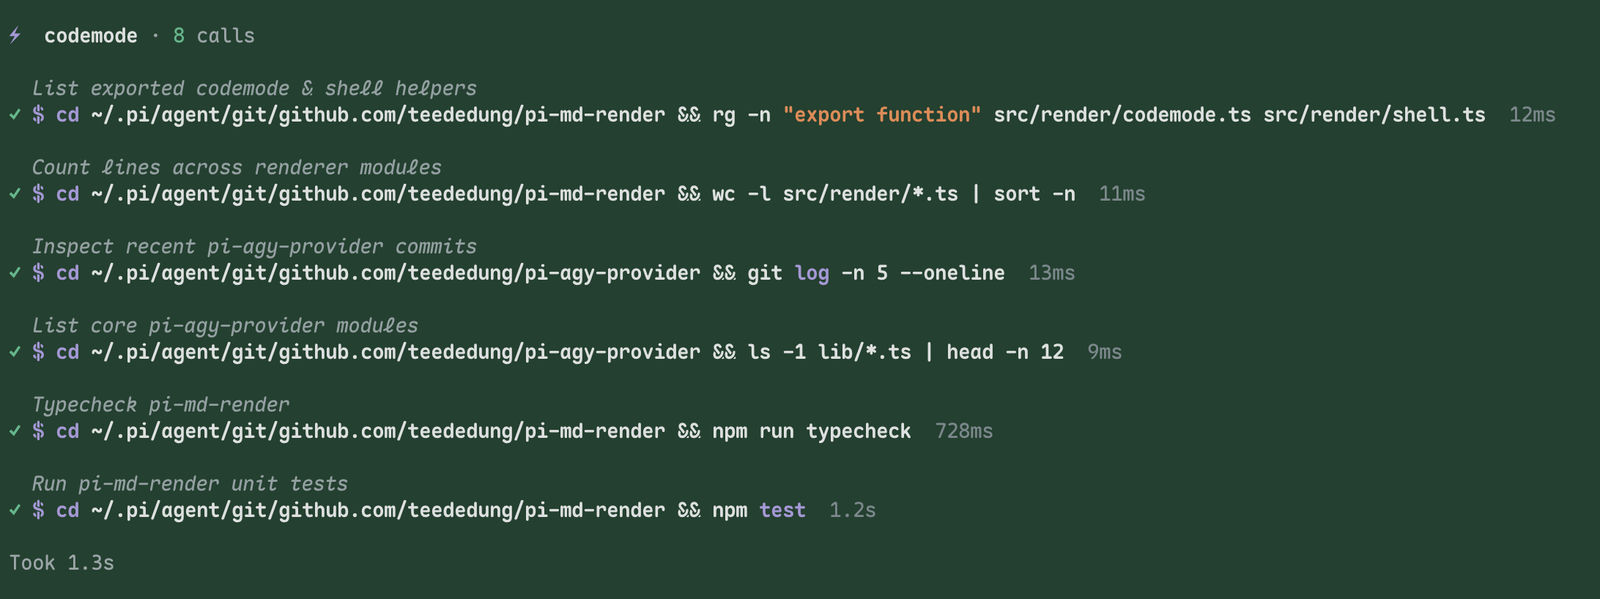 ⚡ codemode · 8 calls
List exported codemode & shell helpers
✓ $ cd ~/.pi/agent/git/github.com/teededung/pi-md-render && rg -n "export function" src/render/codemode.ts src/render/shell.ts 12ms
Count lines across renderer modules
✓ $ cd ~/.pi/agent/git/github.com/teededung/pi-md-render && wc -l src/render/*.ts | sort -n 11ms
Inspect recent pi-agy-provider commits
✓ $ cd ~/.pi/agent/git/github.com/teededung/pi-agy-provider && git log -n 5 --oneline 13ms
List core pi-agy-provider modules
✓ $ cd ~/.pi/agent/git/github.com/teededung/pi-agy-provider && ls -1 lib/*.ts | head -n 12 9ms
Typecheck pi-md-render
✓ $ cd ~/.pi/agent/git/github.com/teededung/pi-md-render && npm run typecheck 728ms
Run pi-md-render unit tests
✓ $ cd ~/.pi/agent/git/github.com/teededung/pi-md-render && npm test 1.2s
Took 1.3s